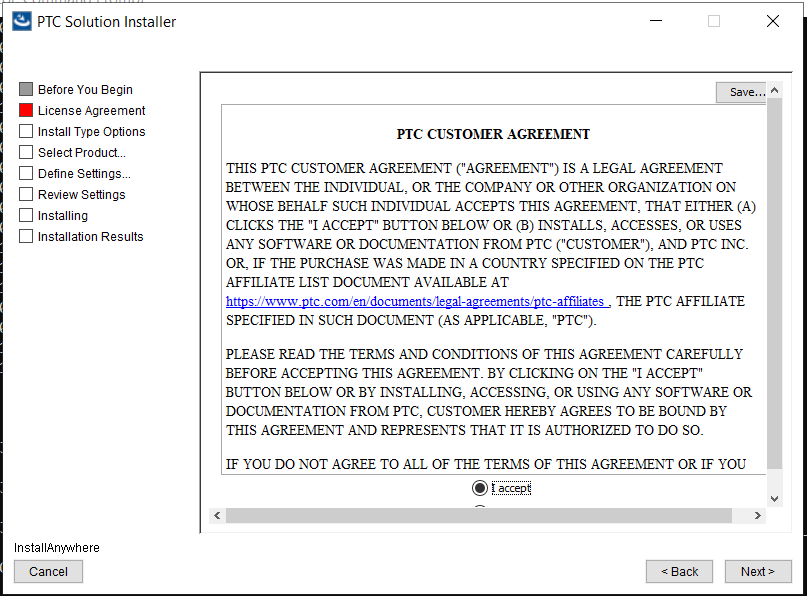 PTC Solution Installer
Before You Begin
License Agreement
Install Type Options
Select Product...
Define Settings...
Review Settings
Installing
Installation Results
Save...
PTC CUSTOMER AGREEMENT
THIS PTC CUSTOMER AGREEMENT ("AGREEMENT") IS A LEGAL AGREEMENT
BETWEEN THE INDIVIDUAL, OR THE COMPANY OR OTHER ORGANIZATION ON
WHOSE BEHALF SUCH INDIVIDUAL ACCEPTS THIS AGREEMENT, THAT EITHER (A)
CLICKS THE "I ACCEPT" BUTTON BELOW OR (B) INSTALLS, ACCESSES, OR USES
ANY SOFTWARE OR DOCUMENTATION FROM PTC ("CUSTOMER"), AND PTC INC.
OR, IF THE PURCHASE WAS MADE IN A COUNTRY SPECIFIED ON THE PTC
AFFILIATE LIST DOCUMENT AVAILABLE AT
https://www.ptc.com/en/documents/legal-agreements/ptc-affiliates , THE PTC AFFILIATE
SPECIFIED IN SUCH DOCUMENT (AS APPLICABLE, "PTC").
PLEASE READ THE TERMS AND CONDITIONS OF THIS AGREEMENT CAREFULLY
BEFORE ACCEPTING THIS AGREEMENT. BY CLICKING ON THE "I ACCEPT"
BUTTON BELOW OR BY INSTALLING, ACCESSING, OR USING ANY SOFTWARE OR
DOCUMENTATION FROM PTC, CUSTOMER HEREBY AGREES TO BE BOUND BY
THIS AGREEMENT AND REPRESENTS THAT IT IS AUTHORIZED TO DO SO.
IF YOU DO NOT AGREE TO ALL OF THE TERMS OF THIS AGREEMENT OR IF YOU
I accept
InstallAnywhere
Cancel
< Back
Next >